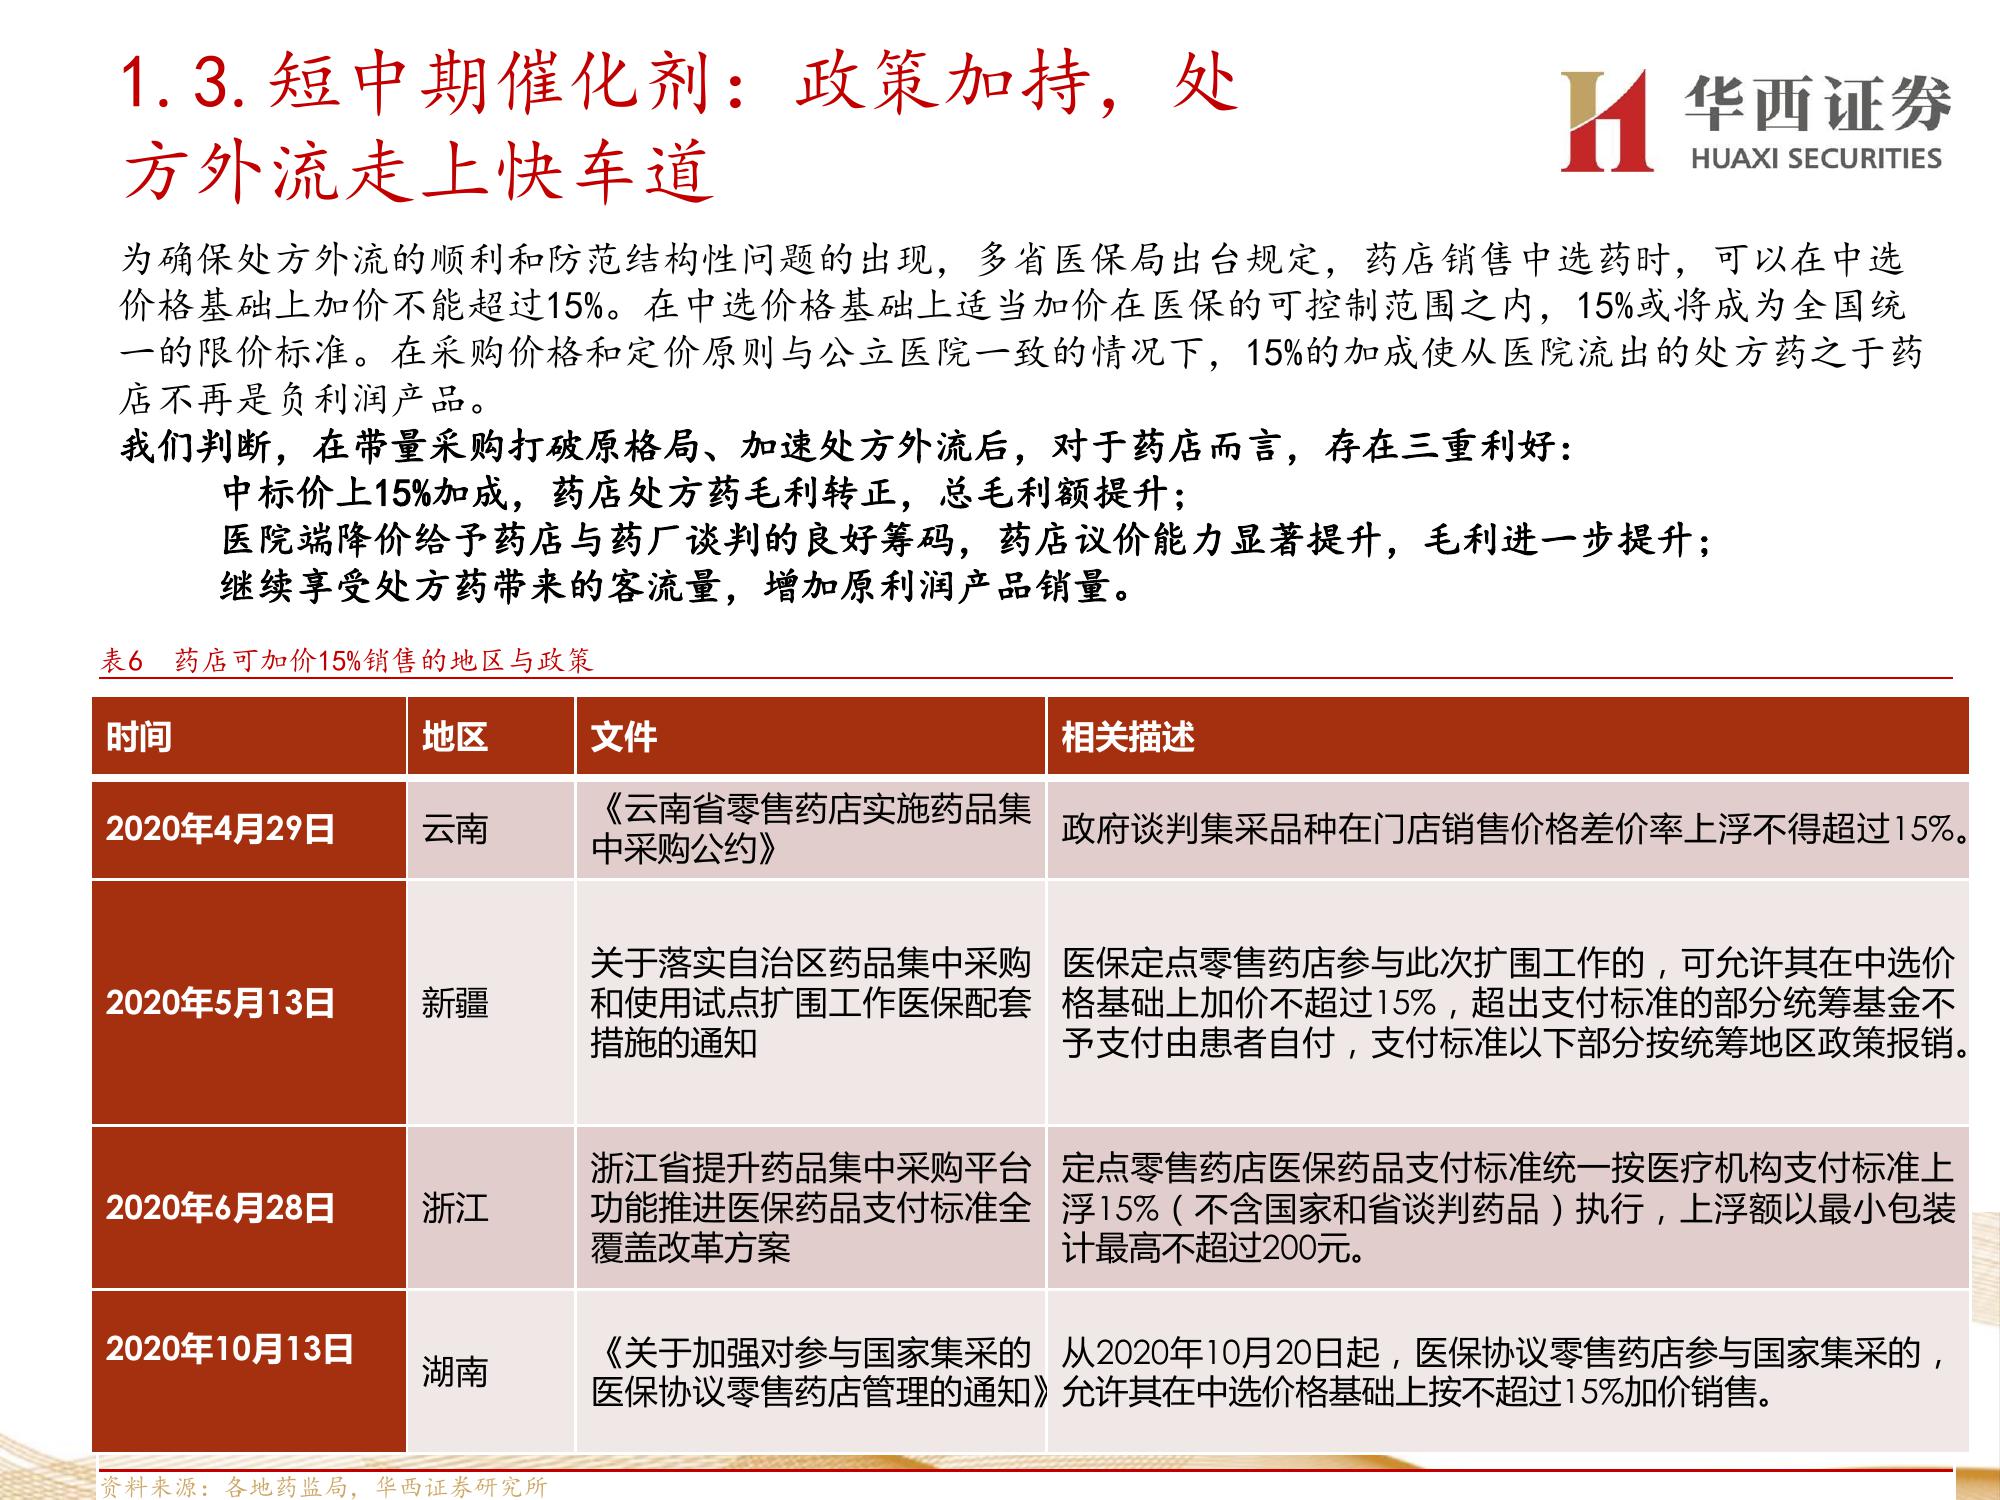 1.3.短中期催化剂：政策加持，处
方外流走上快车道
华西证券
HUAXI SECURITIES
为确保处方外流的顺利和防范结构性问题的出现，多省医保局出台规定，药店销售中选药时，可以在中选
价格基础上加价不能超过15%。在中选价格基础上适当加价在医保的可控制范围之内，15%或将成为全国统
一的限价标准。在采购价格和定价原则与公立医院一致的情况下，15%的加成使从医院流出的处方药之于药
店不再是负利润产品。
我们判断，在带量采购打破原格局、加速处方外流后，对于药店而言，存在三重利好：
中标价上15%加成，药店处方药毛利转正，总毛利额提升；
医院端降价给予药店与药厂谈判的良好筹码，药店议价能力显著提升，毛利进一步提升；
继续享受处方药带来的客流量，增加原利润产品销量。
表6 药店可加价15%销售的地区与政策
时间 地区 文件 相关描述
2020年4月29日
云南
《云南省零售药店实施药品集
中采购公约》
政府谈判集采品种在门店销售价格差价率上浮不得超过15%。
2020年5月13日
新疆
关于落实自治区药品集中采购
和使用试点扩围工作医保配套
措施的通知
医保定点零售药店参与此次扩围工作的，可允许其在中选价
格基础上加价不超过15%，超出支付标准的部分统筹基金不
予支付由患者自付，支付标准以下部分按统筹地区政策报销。
2020年6月28日
浙江
浙江省提升药品集中采购平台
功能推进医保药品支付标准全
覆盖改革方案
定点零售药店医保药品支付标准统一按医疗机构支付标准上
浮15%（不含国家和省谈判药品）执行，上浮额以最小包装
计最高不超过200元。
2020年10月13日
湖南
《关于加强对参与国家集采的
医保协议零售药店管理的通知》
从2020年10月20日起，医保协议零售药店参与国家集采的，
允许其在中选价格基础上按不超过15%加价销售。
资料来源：各地药监局，华西证券研究所